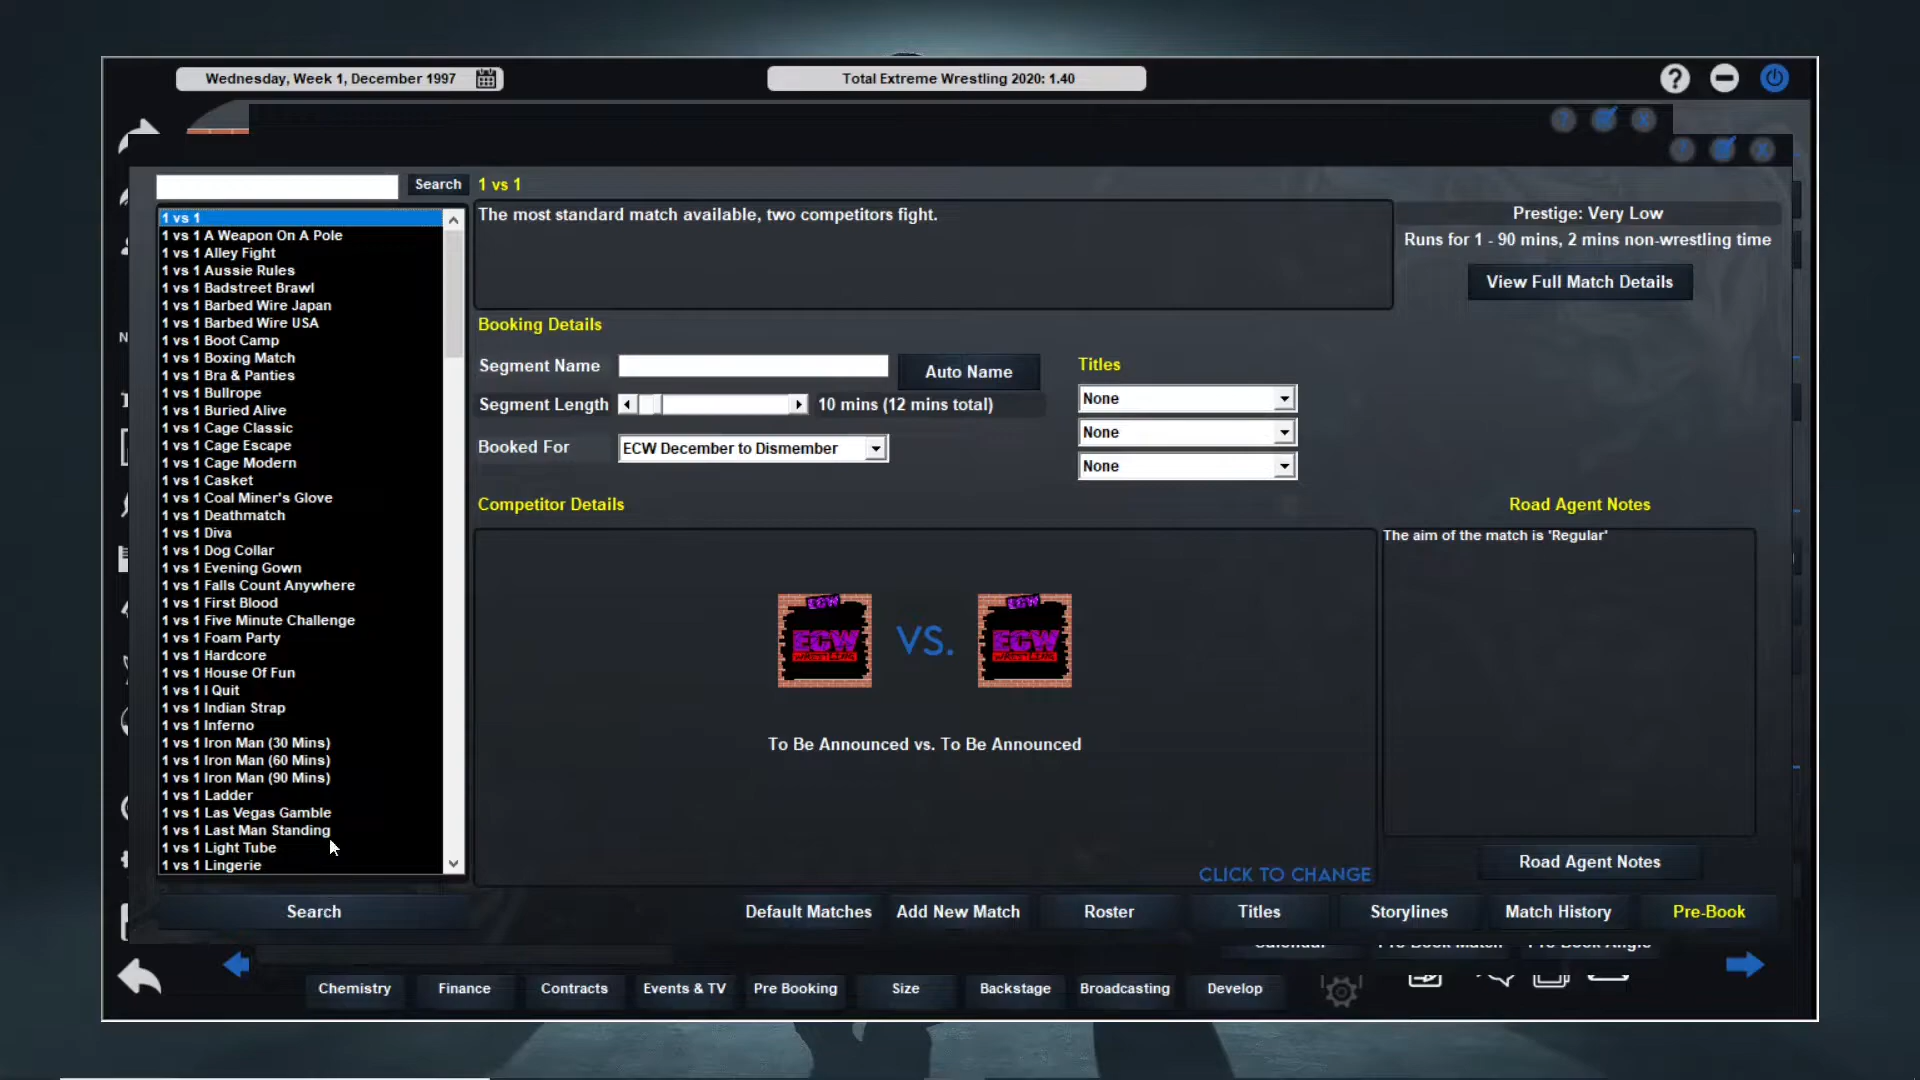 Wednesday, Week 1, December 1997
Total Extreme Wrestling 2020: 1.40
Search
1 vs 1
The most standard match available, two competitors fight.
Prestige: Very Low
Runs for 1 - 90 mins, 2 mins non-wrestling time
View Full Match Details
1 vs 1
1 vs 1 A Weapon On A Pole
1 vs 1 Alley Fight
1 vs 1 Aussie Rules
1 vs 1 Badstreet Brawl
1 vs 1 Barbed Wire Japan
1 vs 1 Barbed Wire USA
1 vs 1 Boot Camp
1 vs 1 Boxing Match
1 vs 1 Bra & Panties
1 vs 1 Bullrope
1 vs 1 Buried Alive
1 vs 1 Cage Classic
1 vs 1 Cage Escape
1 vs 1 Cage Modern
1 vs 1 Casket
1 vs 1 Coal Miner's Glove
1 vs 1 Deathmatch
1 vs 1 Diva
1 vs 1 Dog Collar
1 vs 1 Evening Gown
1 vs 1 Falls Count Anywhere
1 vs 1 First Blood
1 vs 1 Five Minute Challenge
1 vs 1 Foam Party
1 vs 1 Hardcore
1 vs 1 House Of Fun
1 vs 1 I Quit
1 vs 1 Indian Strap
1 vs 1 Inferno
1 vs 1 Iron Man (30 Mins)
1 vs 1 Iron Man (60 Mins)
1 vs 1 Iron Man (90 Mins)
1 vs 1 Ladder
1 vs 1 Las Vegas Gamble
1 vs 1 Last Man Standing
1 vs 1 Light Tube
1 vs 1 Lingerie
Booking Details
Segment Name
Auto Name
Segment Length
10 mins (12 mins total)
Booked For
ECW December to Dismember
Titles
None
None
None
Competitor Details
ECW
ECW
WRESTLING
VS.
ECW
ECW
WRESTLING
To Be Announced vs. To Be Announced
CLICK TO CHANGE
Road Agent Notes
The aim of the match is 'Regular'
Road Agent Notes
Search
Default Matches
Add New Match
Roster
Titles
Storylines
Match History
Pre-Book
Calendar
Pre Book Match
Pre Book Angle
Chemistry
Finance
Contracts
Events & TV
Pre Booking
Size
Backstage
Broadcasting
Develop